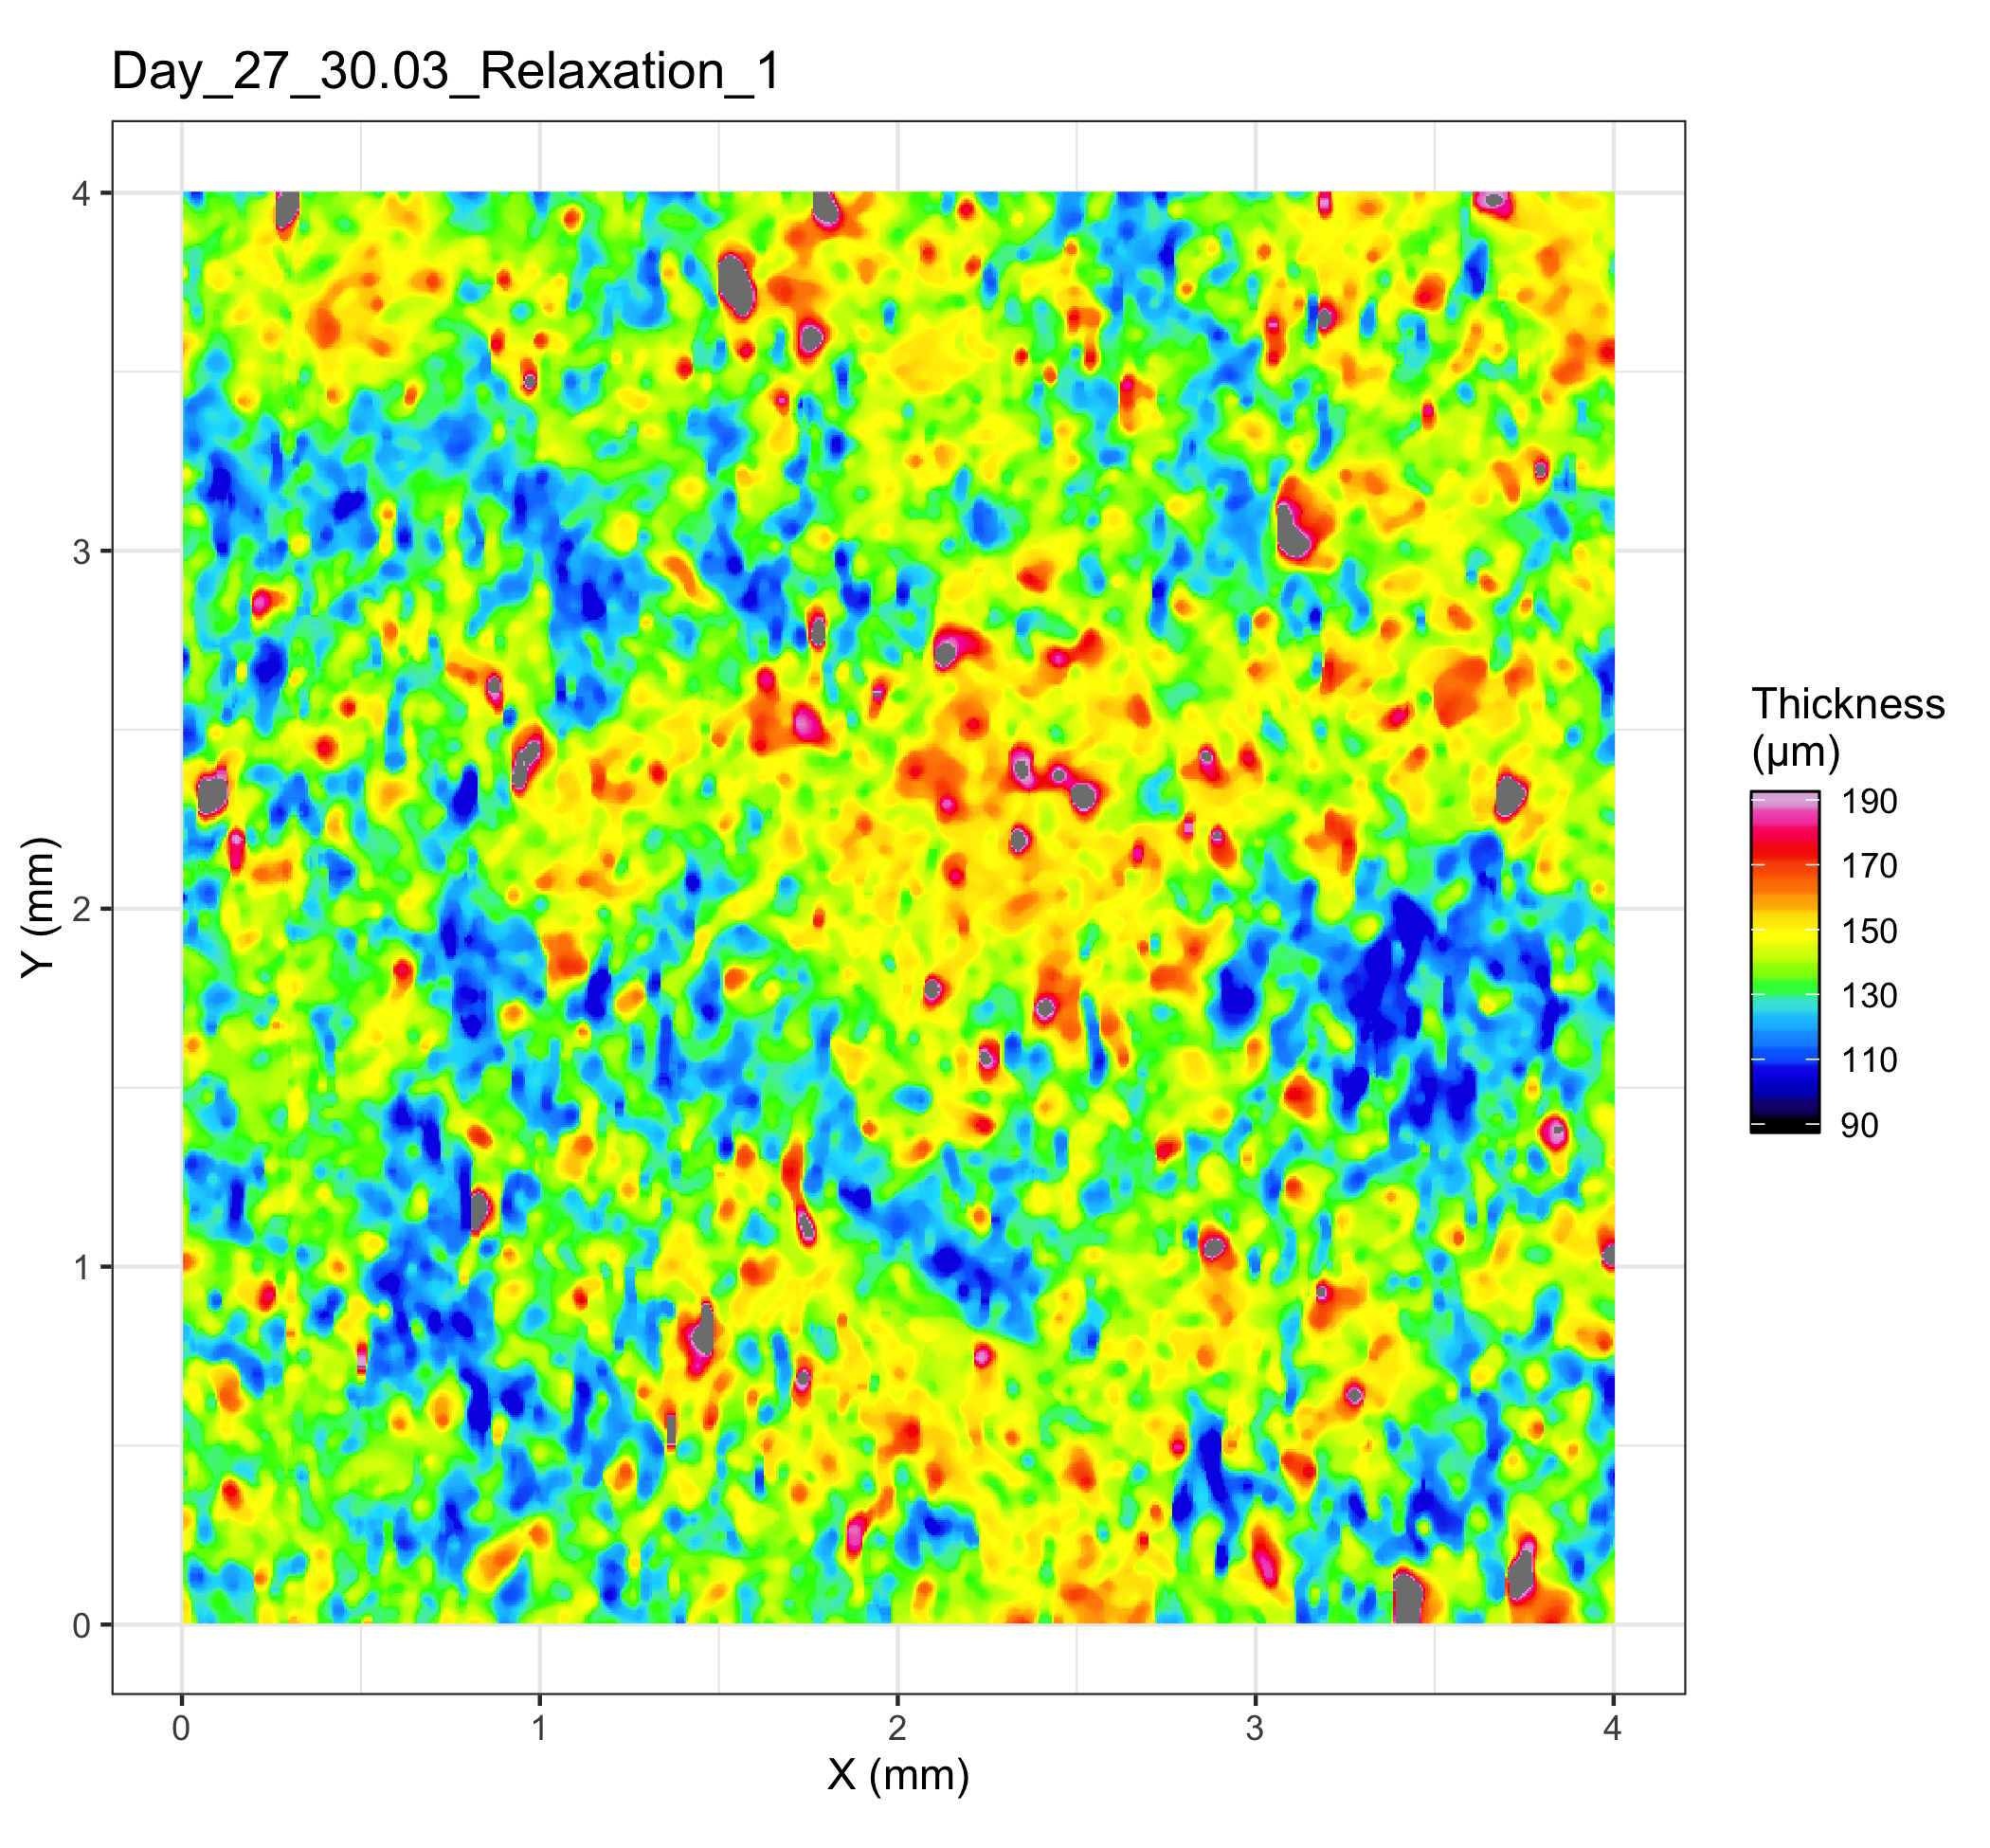 Day_27_30.03_Relaxation_1
4
3
2
1
0
Y (mm)
0 1 2 3 4
X (mm)
Thickness
(μm)
190
170
150
130
110
90